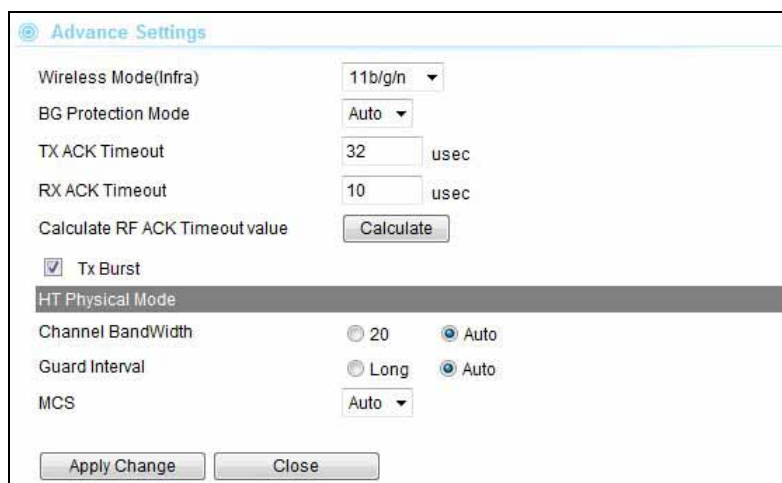 Advance Settings
Wireless Mode(Infra) 11b/g/n
BG Protection Mode Auto
TX ACK Timeout 32 usec
RX ACK Timeout 10 usec
Calculate RF ACK Timeout value Calculate
Tx Burst
HT Physical Mode
Channel BandWidth 20 Auto
Guard Interval Long Auto
MCS Auto
Apply Change Close